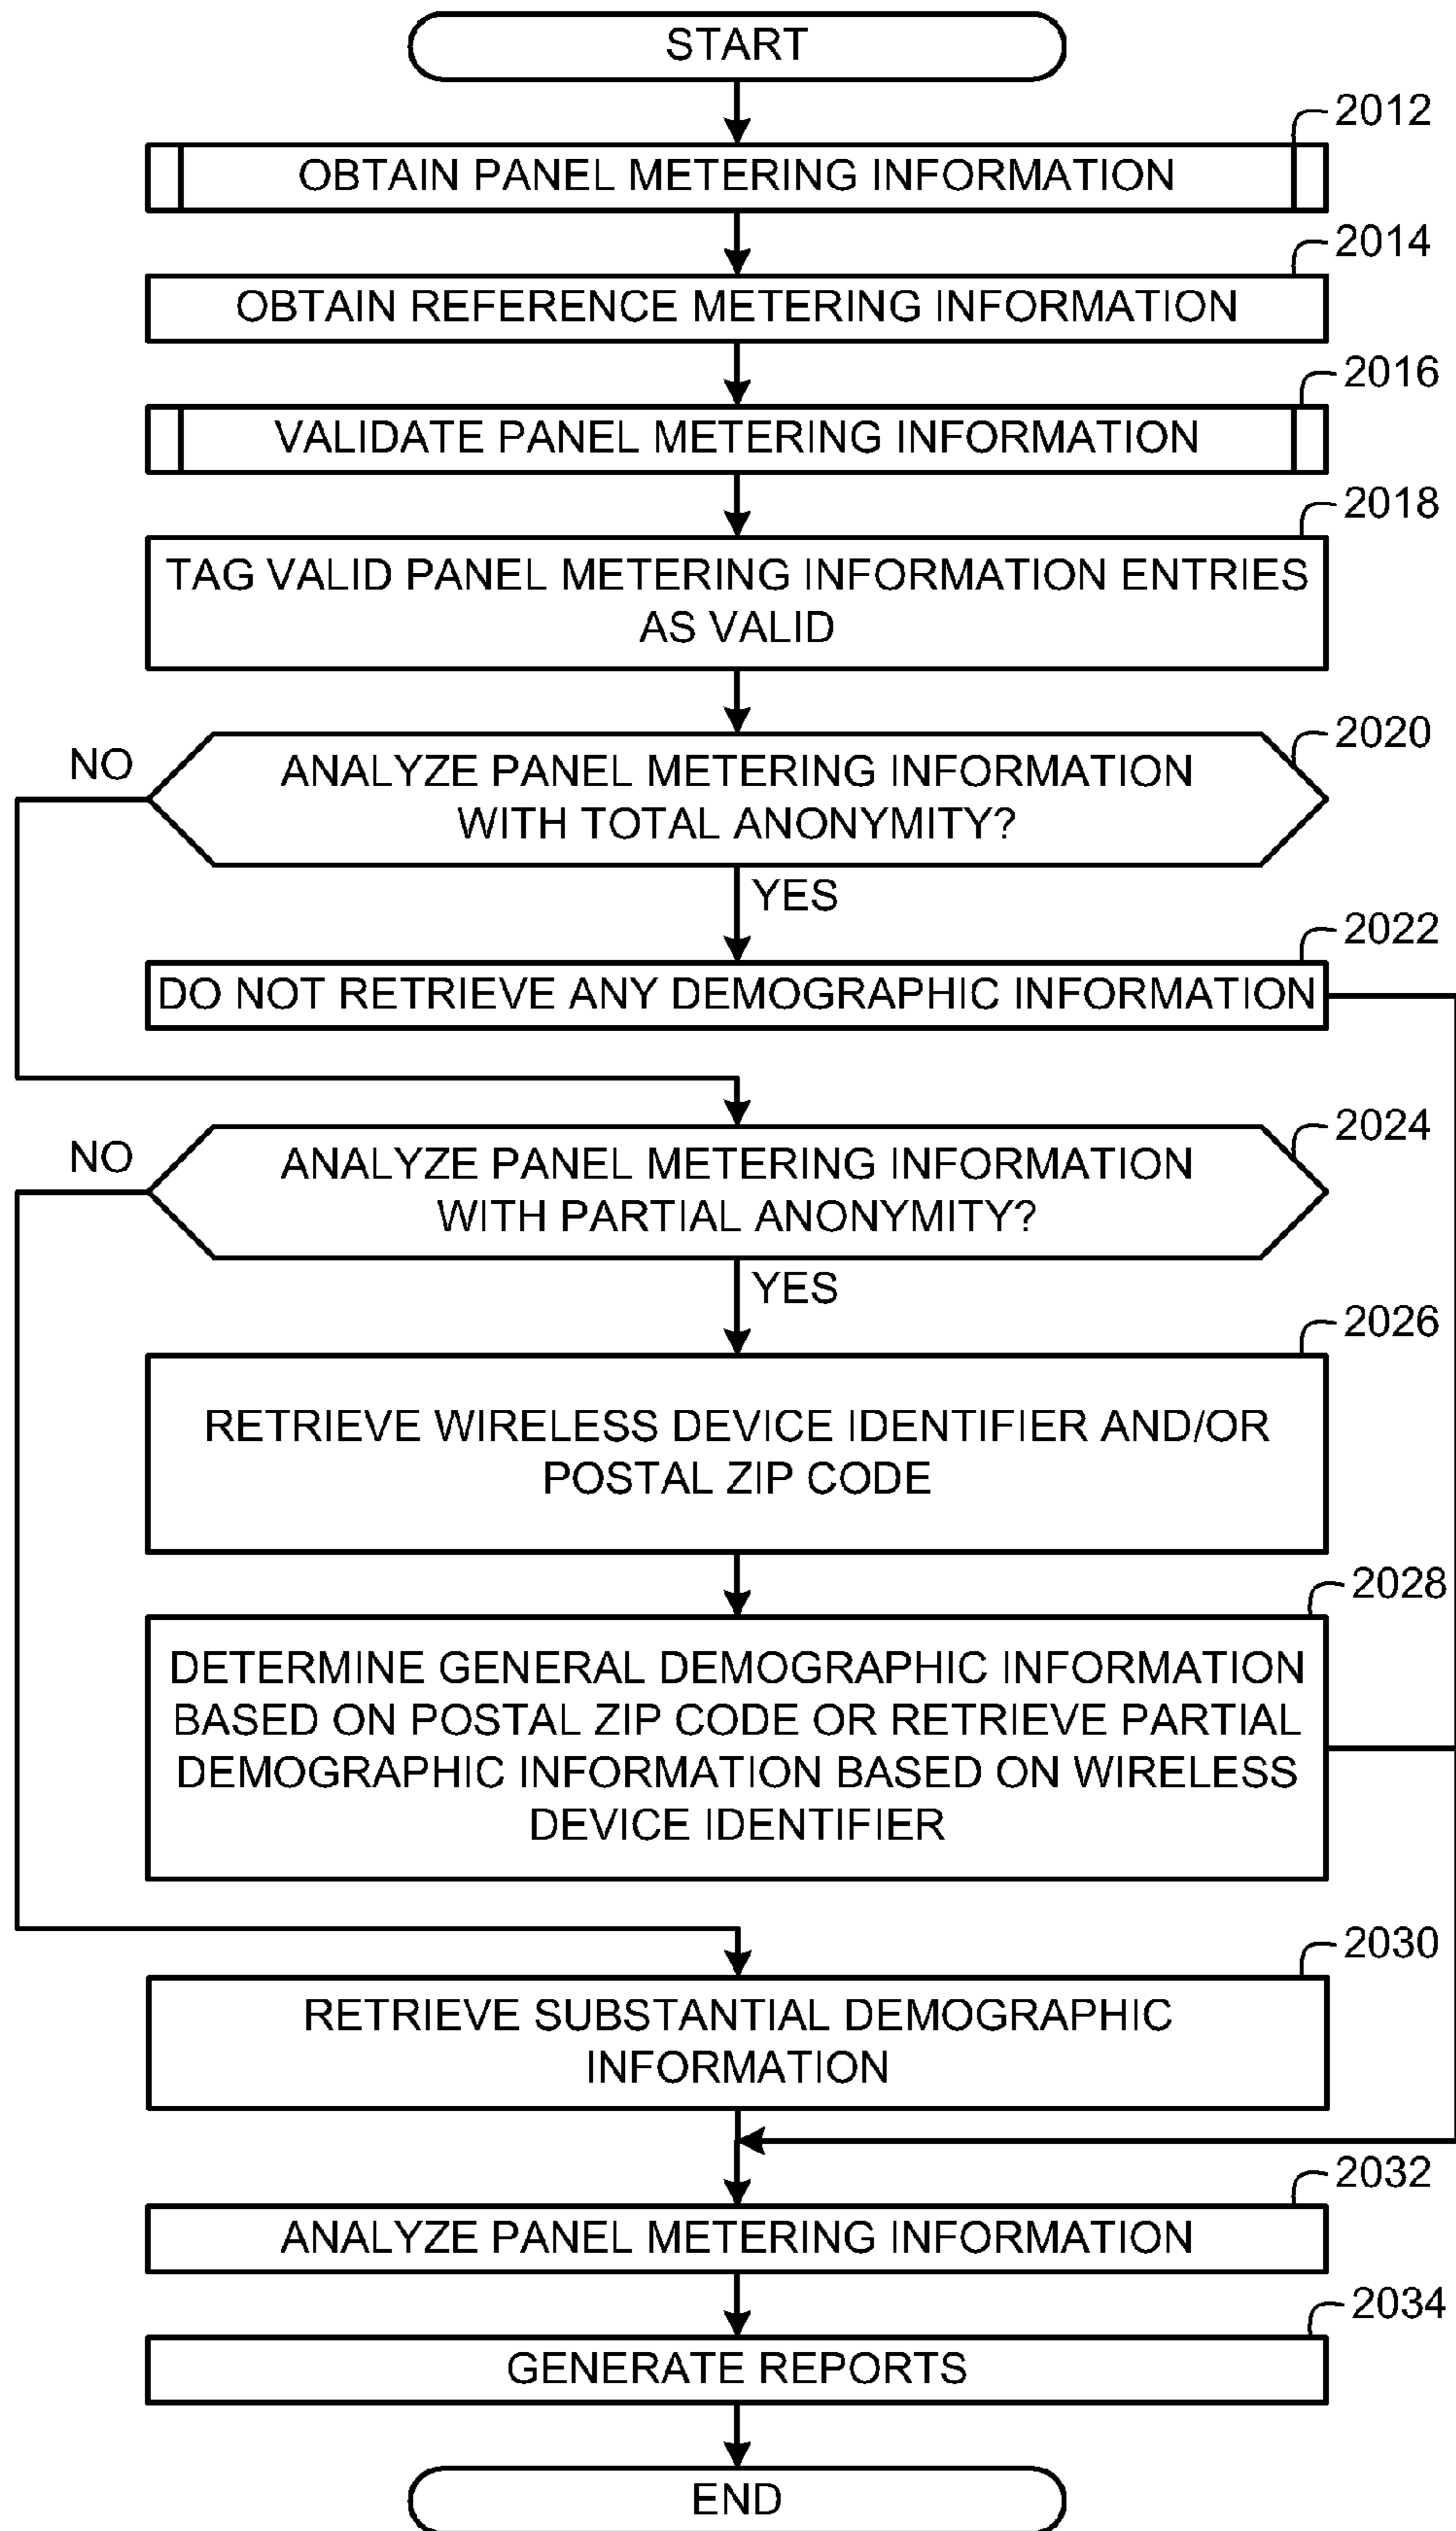 START
2012
OBTAIN PANEL METERING INFORMATION
2014
OBTAIN REFERENCE METERING INFORMATION
2016
VALIDATE PANEL METERING INFORMATION
2018
TAG VALID PANEL METERING INFORMATION ENTRIES
AS VALID
2020
NO
ANALYZE PANEL METERING INFORMATION
WITH TOTAL ANONYMITY?
YES
2022
DO NOT RETRIEVE ANY DEMOGRAPHIC INFORMATION
2024
NO
ANALYZE PANEL METERING INFORMATION
WITH PARTIAL ANONYMITY?
YES
2026
RETRIEVE WIRELESS DEVICE IDENTIFIER AND/OR
POSTAL ZIP CODE
2028
DETERMINE GENERAL DEMOGRAPHIC INFORMATION
BASED ON POSTAL ZIP CODE OR RETRIEVE PARTIAL
DEMOGRAPHIC INFORMATION BASED ON WIRELESS
DEVICE IDENTIFIER
2030
RETRIEVE SUBSTANTIAL DEMOGRAPHIC
INFORMATION
2032
ANALYZE PANEL METERING INFORMATION
2034
GENERATE REPORTS
END